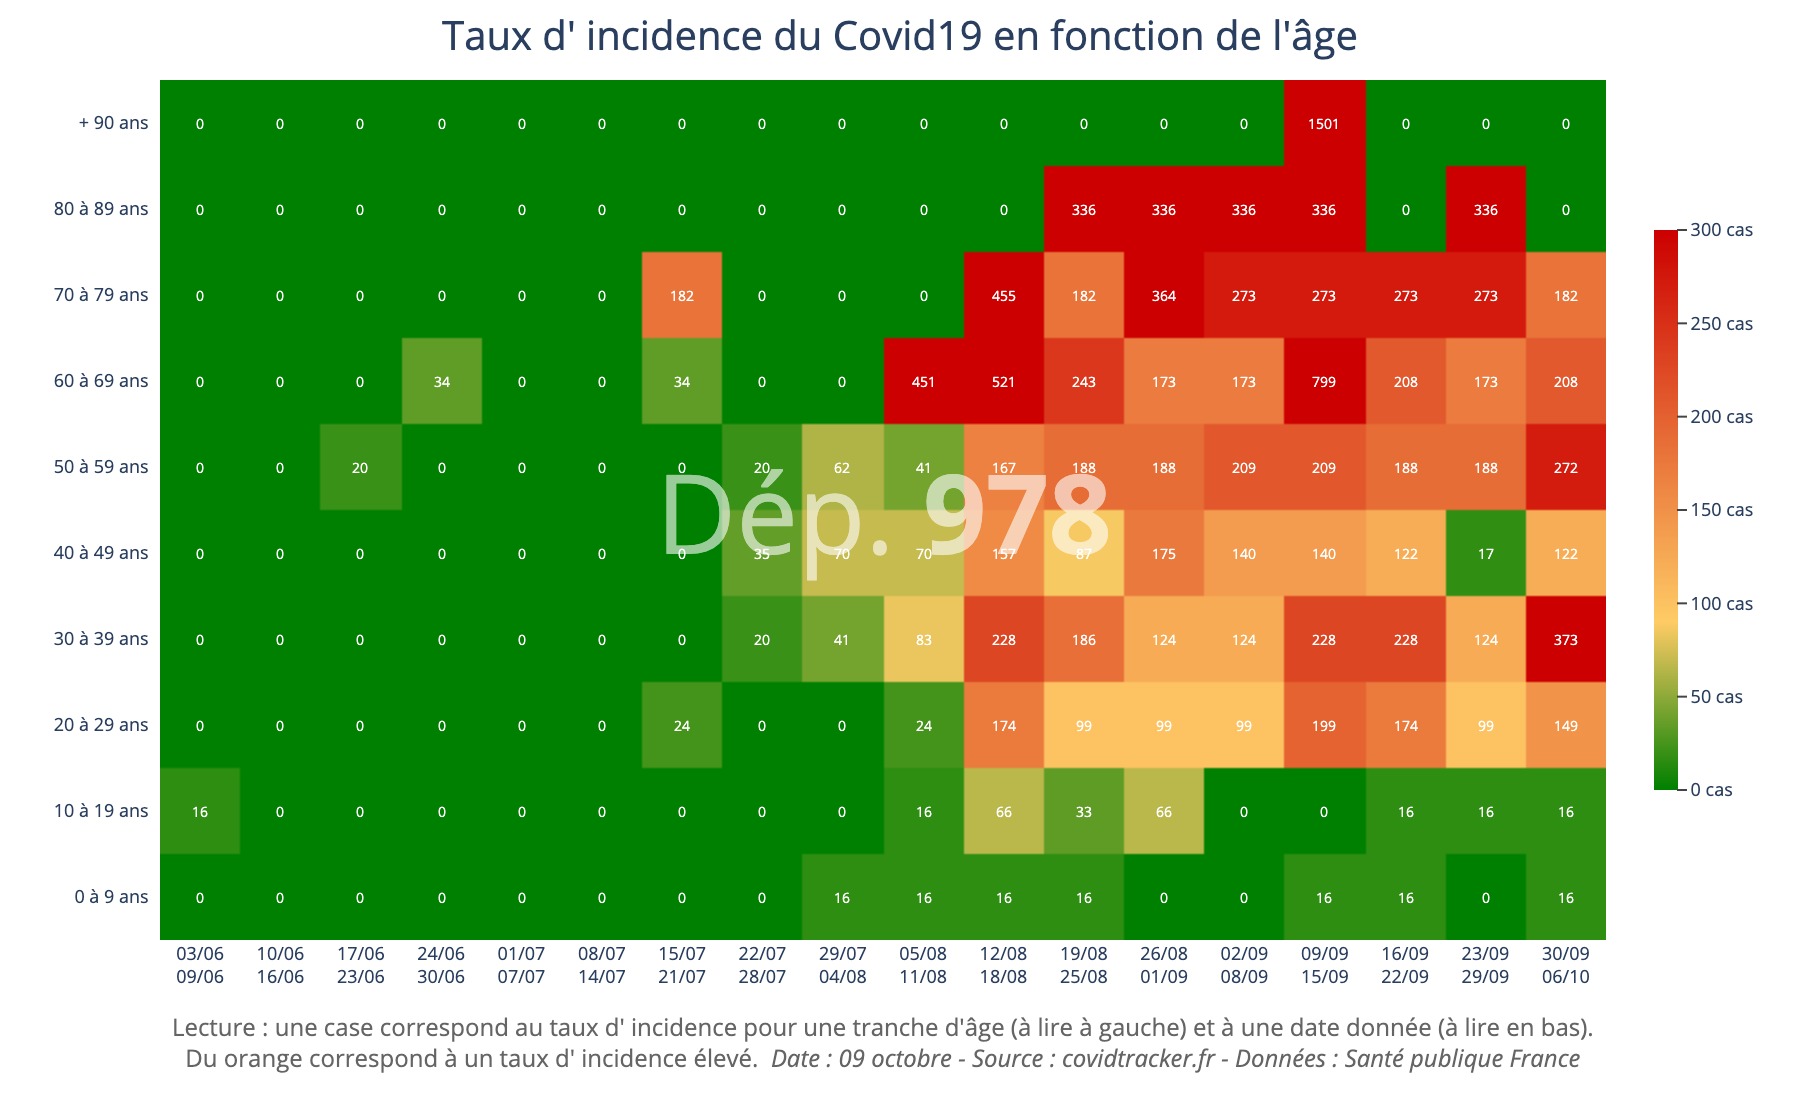 Taux d' incidence du Covid19 en fonction de l'âge
+ 90 ans 0 0 0 0 0 0 0 0 0 0 0 0 0 0 1501 0 0 0
80 à 89 ans 0 0 0 0 0 0 0 0 0 0 0 336 336 336 336 0 336 0
70 à 79 ans 0 0 0 0 0 0 182 0 0 0 455 182 364 273 273 273 273 182
60 à 69 ans 0 0 0 34 0 0 34 0 0 451 521 243 173 173 799 208 173 208
50 à 59 ans 0 0 20 0 0 0 0 20 62 41 167 188 188 209 209 188 188 272
Dép. 978
40 à 49 ans 0 0 0 0 0 0 0 35 70 70 157 87 175 140 140 122 17 122
30 à 39 ans 0 0 0 0 0 0 0 20 41 83 228 186 124 124 228 228 124 373
20 à 29 ans 0 0 0 0 0 0 24 0 0 24 174 99 99 99 199 174 99 149
10 à 19 ans 16 0 0 0 0 0 0 0 0 16 66 33 66 0 0 16 16 16
0 à 9 ans 0 0 0 0 0 0 0 0 16 16 16 16 0 0 16 16 0 16
03/06 10/06 17/06 24/06 01/07 08/07 15/07 22/07 29/07 05/08 12/08 19/08 26/08 02/09 09/09 16/09 23/09 30/09
09/06 16/06 23/06 30/06 07/07 14/07 21/07 28/07 04/08 11/08 18/08 25/08 01/09 08/09 15/09 22/09 29/09 06/10
300 cas
250 cas
200 cas
150 cas
100 cas
50 cas
0 cas
Lecture : une case correspond au taux d' incidence pour une tranche d'âge (à lire à gauche) et à une date donnée (à lire en bas).
Du orange correspond à un taux d' incidence élevé. Date : 09 octobre - Source : covidtracker.fr - Données : Santé publique France